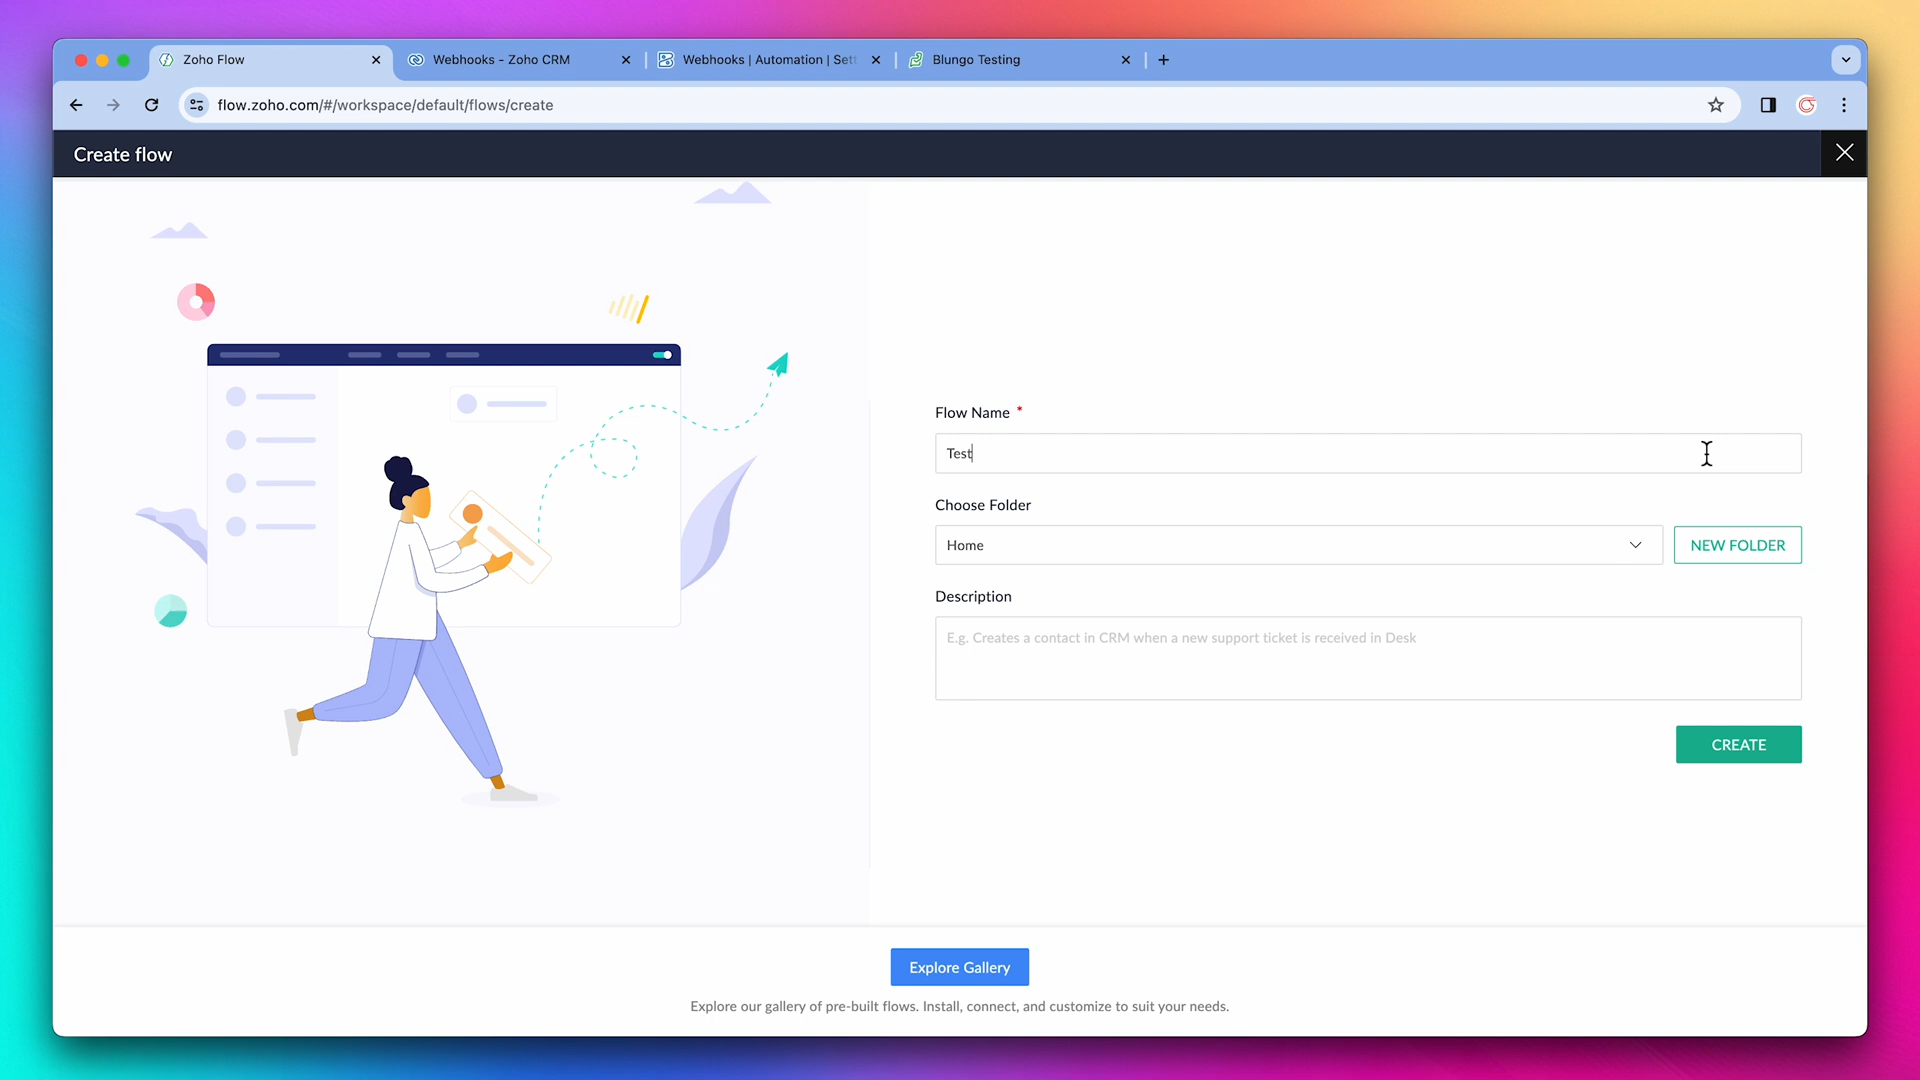 Zoho Flow
Webhooks - Zoho CRM
Webhooks | Automation | Sett
Blungo Testing
flow.zoho.com/#/workspace/default/flows/create
Create flow
Flow Name *
Test
Choose Folder
Home
NEW FOLDER
Description
E.g. Creates a contact in CRM when a new support ticket is received in Desk
CREATE
Explore Gallery
Explore our gallery of pre-built flows. Install, connect, and customize to suit your needs.